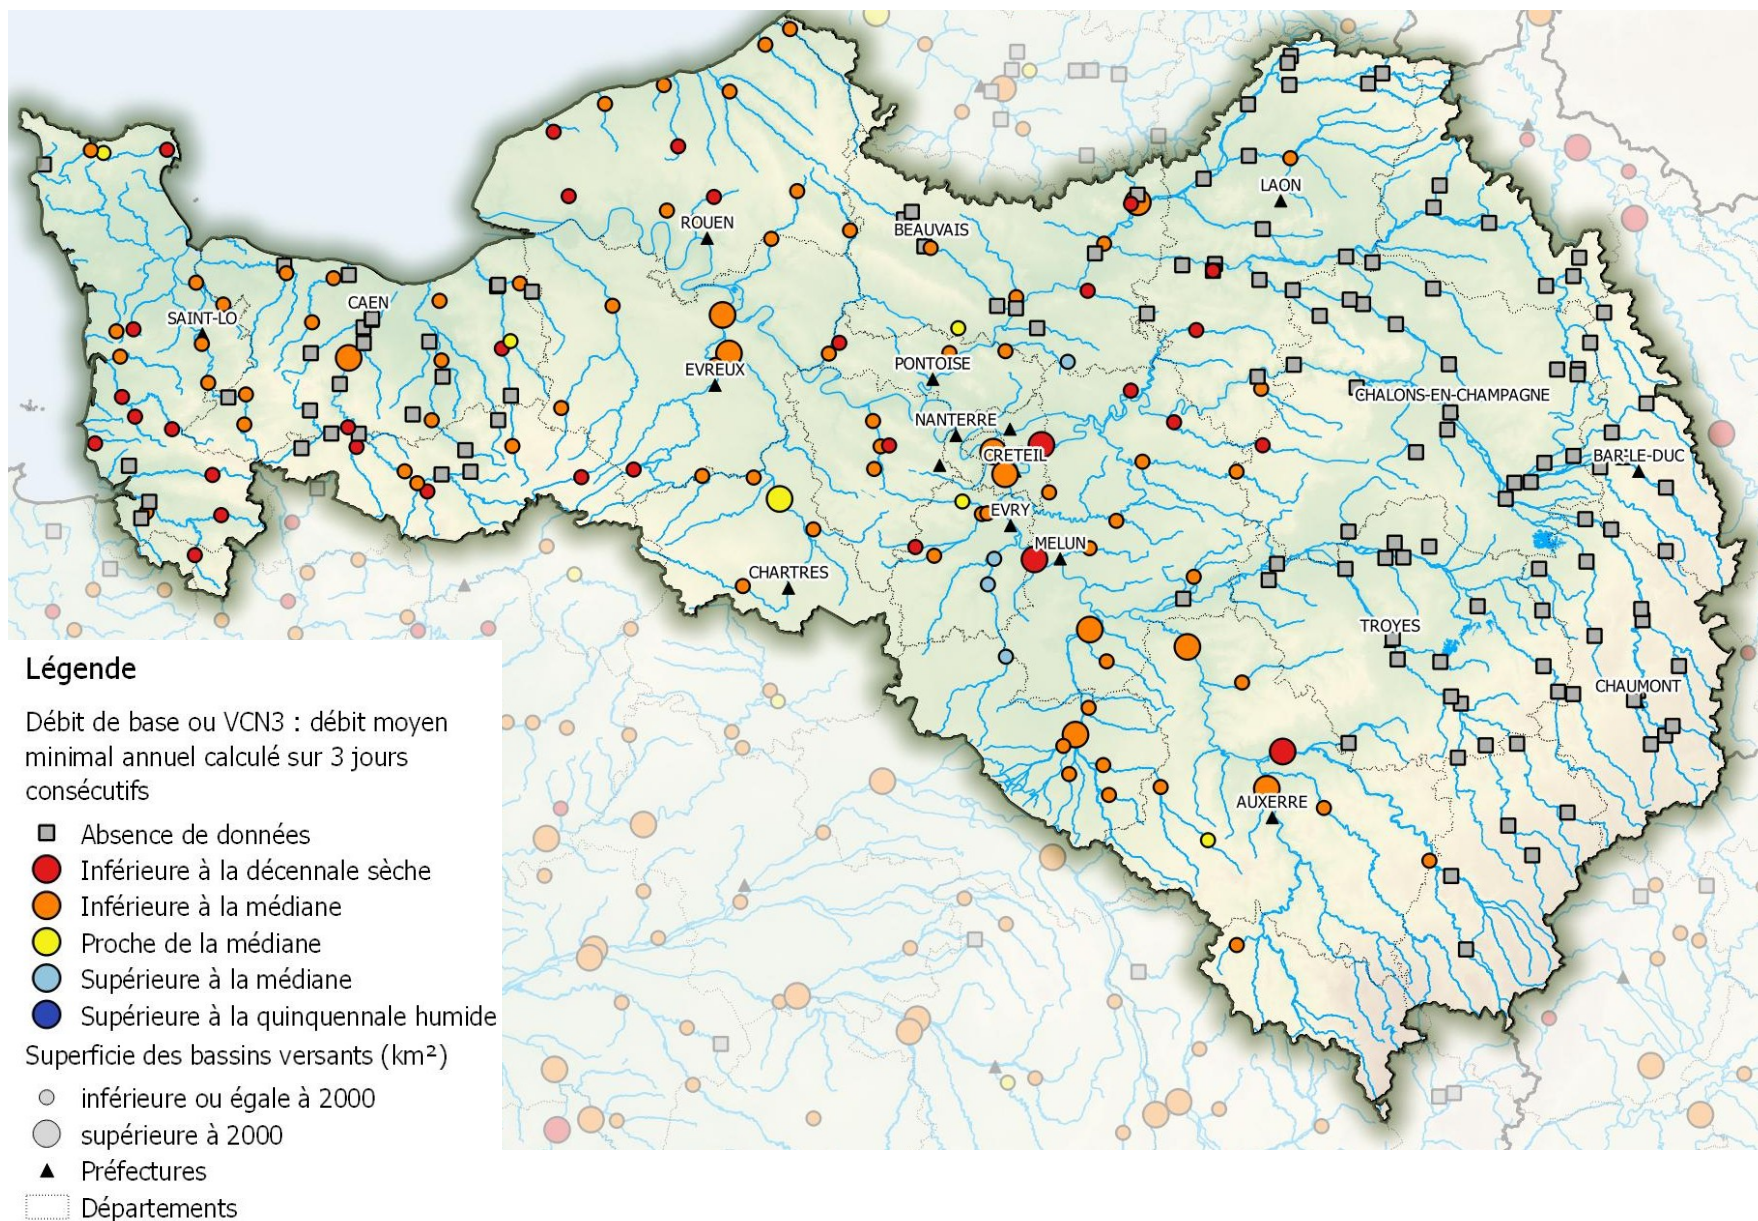 LAON
ROUEN
BEAUVAIS
CAEN
SAINT-LO
PONTOISE
EVREUX
CHALONS-EN-CHAMPAGNE
NANTERRE
CRETEIL
BAR-LE-DUC
EVRY
MELUN
CHARTRES
TROYES
CHAUMONT
AUXERRE
Légende
Débit de base ou VCN3 : débit moyen
minimal annuel calculé sur 3 jours
consécutifs
Absence de données
Inférieure à la décennale sèche
Inférieure à la médiane
Proche de la médiane
Supérieure à la médiane
Supérieure à la quinquennale humide
Superficie des bassins versants (km²)
inférieure ou égale à 2000
supérieure à 2000
Préfectures
Départements